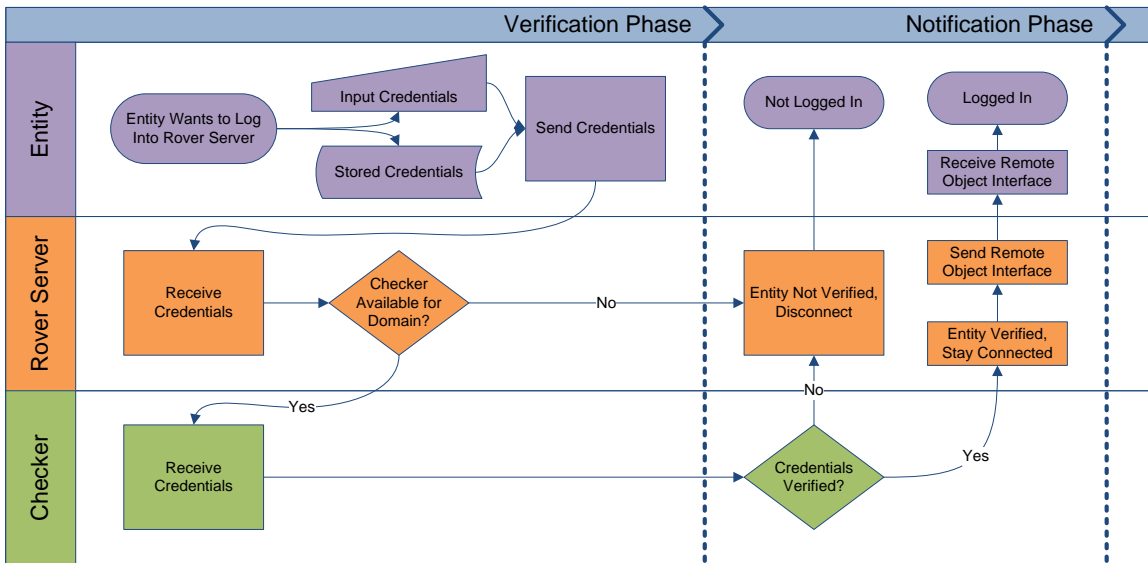 Verification Phase
Notification Phase
Entity
Entity Wants to Log
Into Rover Server
Input Credentials
Stored Credentials
Send Credentials
Not Logged In
Logged In
Receive Remote
Object Interface
Rover Server
Receive
Credentials
Checker
Available for
Domain?
No
Entity Not Verified,
Disconnect
Send Remote
Object Interface
Entity Verified,
Stay Connected
Yes
No
Checker
Receive
Credentials
Credentials
Verified?
Yes